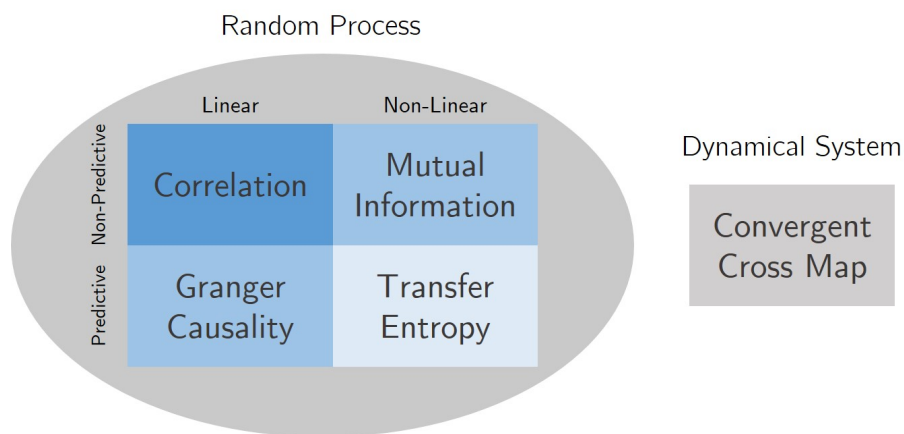 Random Process
Linear
Non-Linear
Non-Predictive
Correlation
Mutual
Information
Dynamical System
Convergent
Cross Map
Predictive
Granger
Causality
Transfer
Entropy